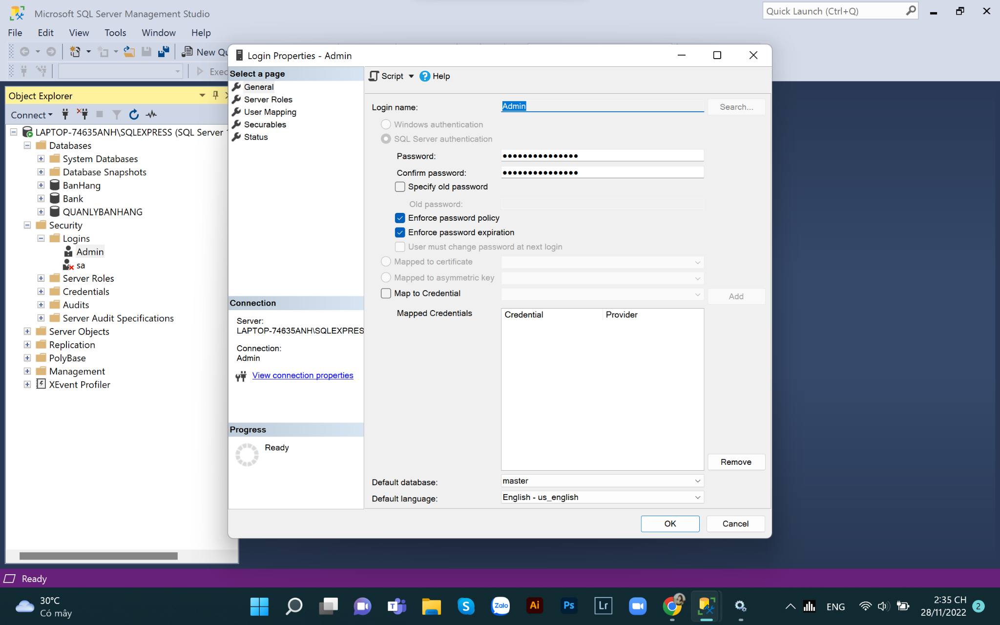 Microsoft SQL Server Management Studio
Quick Launch (Ctrl+Q)
File Edit View Tools Window Help
New
Login Properties - Admin
Select a page
General
Server Roles
User Mapping
Securables
Status
Script
Help
Object Explorer
Connect
LAPTOP-74635ANH\SQLEXPRESS (SQL Server
Databases
System Databases
Database Snapshots
BanHang
Bank
QUANLYBANHANG
Security
Logins
Admin
sa
Server Roles
Credentials
Audits
Server Audit Specifications
Server Objects
Replication
PolyBase
Management
XEvent Profiler
Login name:
Admin
Search...
Windows authentication
SQL Server authentication
Password:
Confirm password:
Specify old password
Old password:
Enforce password policy
Enforce password expiration
User must change password at next login
Mapped to certificate
Mapped to asymmetric key
Map to Credential
Add
Mapped Credentials
Credential Provider
Remove
Default database:
master
Default language:
English - us_english
Connection
Server:
LAPTOP-74635ANH\SQLEXPRES
Connection:
Admin
View connection properties
Progress
Ready
OK
Cancel
Ready
30°C
Có mây
T
S
Zalo
Ai
Ps
Lr
ENG
2:35 CH
28/11/2022
2